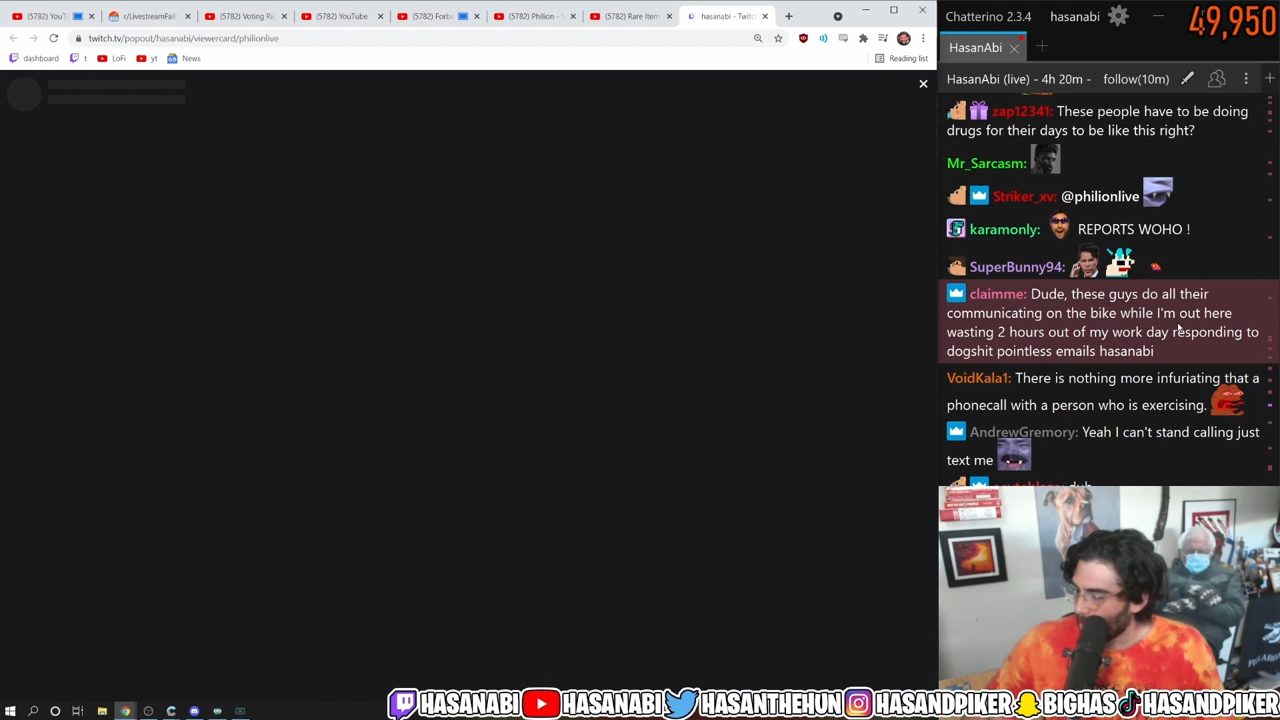 (5782) YouT
r/LivestreamFail
(5782) Voting Ri
(5782) YouTube
(5782) Forbe
(5782) Philion - Y
(5782) Rare Item
hasanabi - Twitch
twitch.tv/popout/hasanabi/viewercard/philionlive
dashboard
t
LoFi
yt
News
Reading list
Chatterino 2.3.4
hasanabi
49,950
HasanAbi
HasanAbi (live) - 4h 20m -
follow(10m)
zap12341: These people have to be doing
drugs for their days to be like this right?
Mr_Sarcasm:
Striker_xv: @philionlive
karamonly: REPORTS WOHO !
SuperBunny94:
claimme: Dude, these guys do all their
communicating on the bike while I'm out here
wasting 2 hours out of my work day responding to
dogshit pointless emails hasanabi
VoidKala1: There is nothing more infuriating that a
phonecall with a person who is exercising.
AndrewGremory: Yeah I can't stand calling just
text me
HASANABI
HASANABI
HASANTHEHUN
HASANDPIKER
BIGHAS
HASANDPIKER